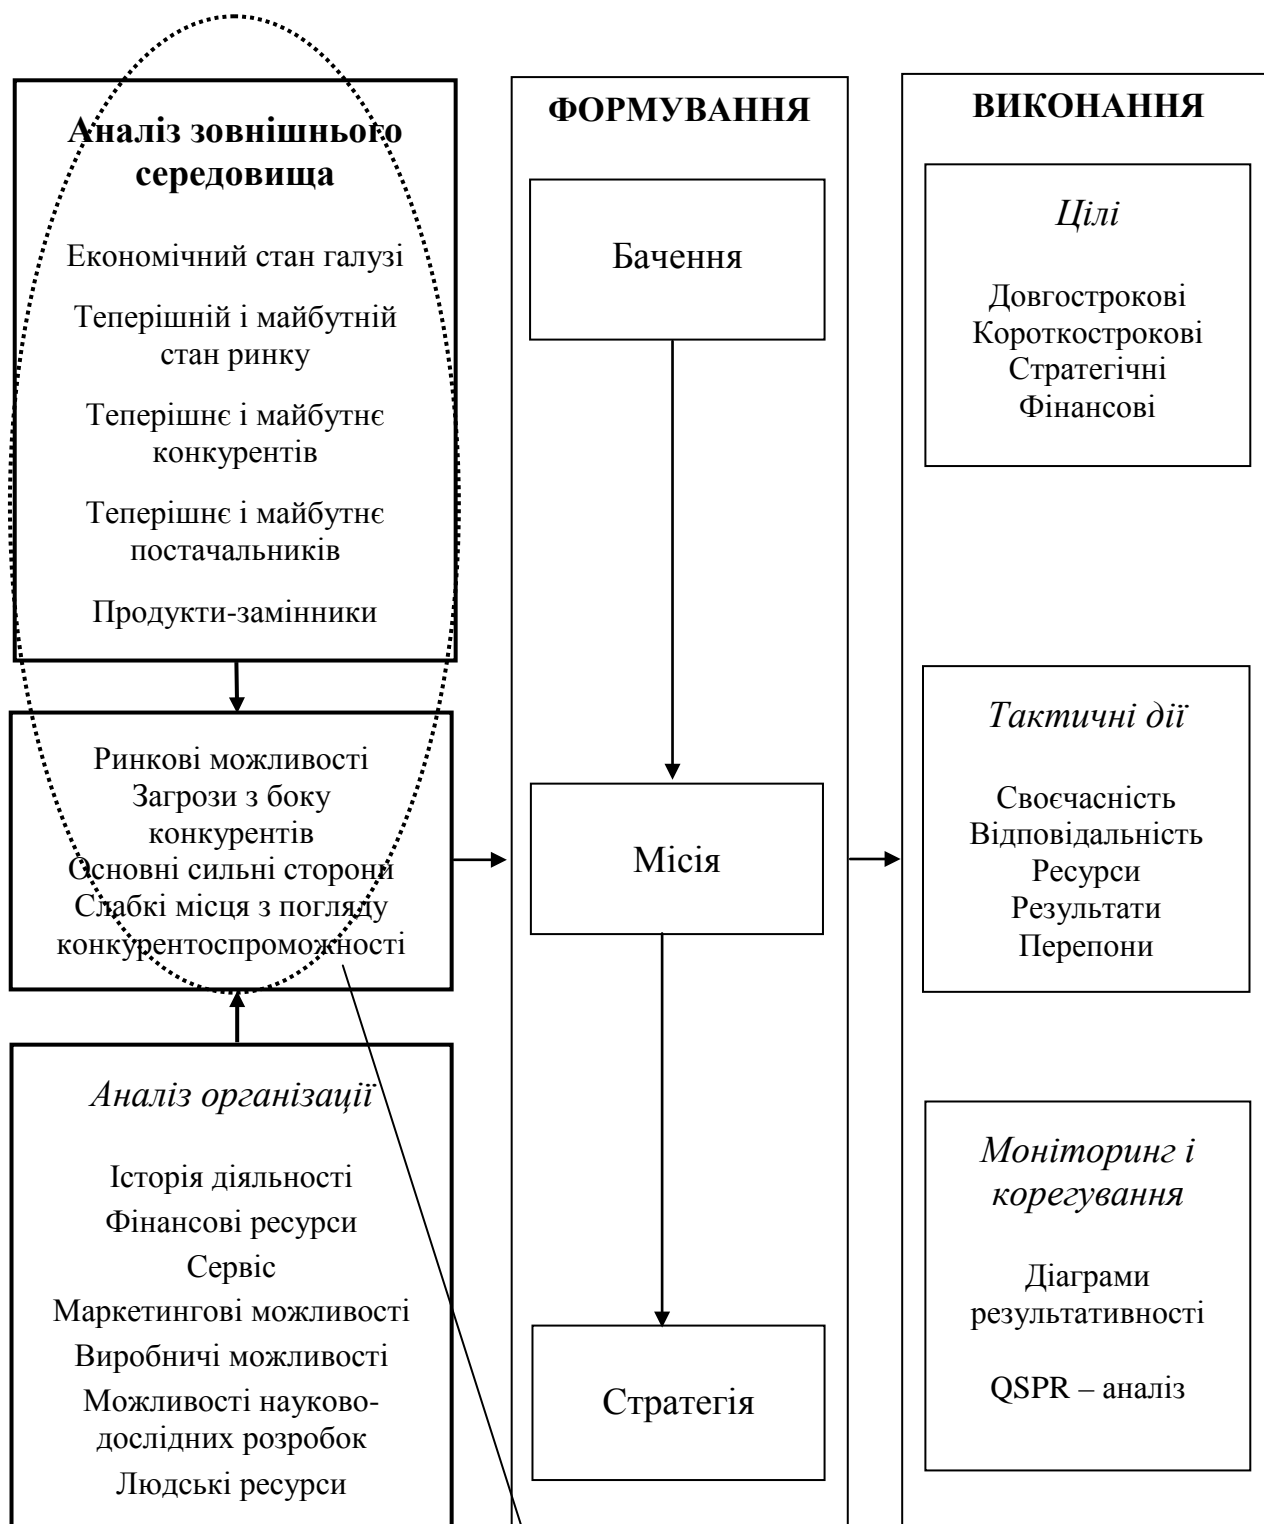 Аналіз зовнішнього
середовища
Економічний стан галузі
Теперішній і майбутній
стан ринку
Теперішнє і майбутнє
конкурентів
Теперішнє і майбутнє
постачальників
Продукти-замінники
Ринкові можливості
Загрози з боку
конкурентів
Основні сильні сторони
Слабкі місця з погляду
конкурентоспроможності
Аналіз організації
Історія діяльності
Фінансові ресурси
Сервіс
Маркетингові можливості
Виробничі можливості
Можливості науково-
дослідних розробок
Людські ресурси
ФОРМУВАННЯ
Бачення
Місія
Стратегія
ВИКОНАННЯ
Цілі
Довгострокові
Короткострокові
Стратегічні
Фінансові
Тактичні дії
Своєчасність
Відповідальність
Ресурси
Результати
Перепони
Моніторинг і
корегування
Діаграми
результативності
QSPR – аналіз